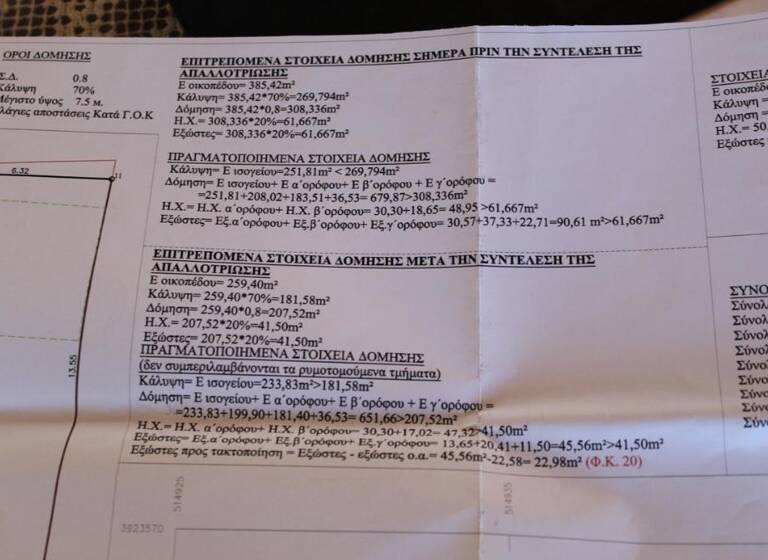 ΟΡΟΙ ΔΟΜΗΣΗΣ
Σ.Δ. 0.8
Κάλυψη 70%
Μέγιστο ύψος 7.5 μ.
Πλάγιες αποστάσεις Κατά Γ.Ο.Κ
6.32
11
13.55
ΕΠΙΤΡΕΠΟΜΕΝΑ ΣΤΟΙΧΕΙΑ ΔΟΜΗΣΗΣ ΣΗΜΕΡΑ ΠΡΙΝ ΤΗΝ ΣΥΝΤΕΛΕΣΗ ΤΗΣ
ΑΠΑΛΛΟΤΡΙΩΣΗΣ
Ε οικοπέδου= 385,42m²
Κάλυψη= 385,42*70%=269,794m²
Δόμηση= 385,42*0,8=308,336m²
Η.Χ.= 308,336*20%=61,667m²
Εξώστες= 308,336*20%=61,667m²
ΠΡΑΓΜΑΤΟΠΟΙΗΜΕΝΑ ΣΤΟΙΧΕΙΑ ΔΟΜΗΣΗΣ
Κάλυψη= Ε ισογείου=251,81m² < 269,794m²
Δόμηση= Ε ισογείου+ Ε α΄ορόφου+ Ε β΄ορόφου + Ε γ΄ορόφου =
=251,81+208,02+183,51+36,53= 679,87>308,336m²
Η.Χ.= Η.Χ. α΄ορόφου+ Η.Χ. β΄ορόφου= 30,30+18,65= 48,95 >61,667m²
Εξώστες= Εξ.α΄ορόφου+ Εξ.β΄ορόφου+ Εξ.γ΄ορόφου= 30,57+37,33+22,71=90,61 m²>61,667m²
ΕΠΙΤΡΕΠΟΜΕΝΑ ΣΤΟΙΧΕΙΑ ΔΟΜΗΣΗΣ ΜΕΤΑ ΤΗΝ ΣΥΝΤΕΛΕΣΗ ΤΗΣ
ΑΠΑΛΛΟΤΡΙΩΣΗΣ
Ε οικοπέδου= 259,40m²
Κάλυψη= 259,40*70%=181,58m²
Δόμηση= 259,40*0,8=207,52m²
Η.Χ.= 207,52*20%=41,50m²
Εξώστες= 207,52*20%=41,50m²
ΠΡΑΓΜΑΤΟΠΟΙΗΜΕΝΑ ΣΤΟΙΧΕΙΑ ΔΟΜΗΣΗΣ
(δεν συμπεριλαμβάνονται τα ρυμοτομούμενα τμήματα)
Κάλυψη= Ε ισογείου=233,83m²>181,58m²
Δόμηση= Ε ισογείου+ Ε α΄ορόφου+ Ε β΄ορόφου + Ε γ΄ορόφου =
=233,83+199,90+181,40+36,53= 651,66>207,52m²
Η.Χ.= Η.Χ. α΄ορόφου+ Η.Χ. β΄ορόφου= 30,30+17,02= 47,32>41,50m²
Εξώστες= Εξ.α΄ορόφου+ Εξ.β΄ορόφου+ Εξ.γ΄ορόφου= 13,65+20,41+11,50=45,56m²>41,50m²
Εξώστες προς τακτοποίηση = Εξώστες - εξώστες ο.α.= 45,56m²-22,58= 22,98m² (Φ.Κ. 20)
514925
514935
3923570
ΣΤΟΙΧΕΙΑ
Ε οικοπέδο
Κάλυψη =
Δόμηση =
Η.Χ.= 50.
Εξώστες =
ΣΥΝΟ
Σύνολ
Σύνολ
Σύνολ
Σύνολ
Σύνολ
Σύνολ
Σύνολ
Σύνολ